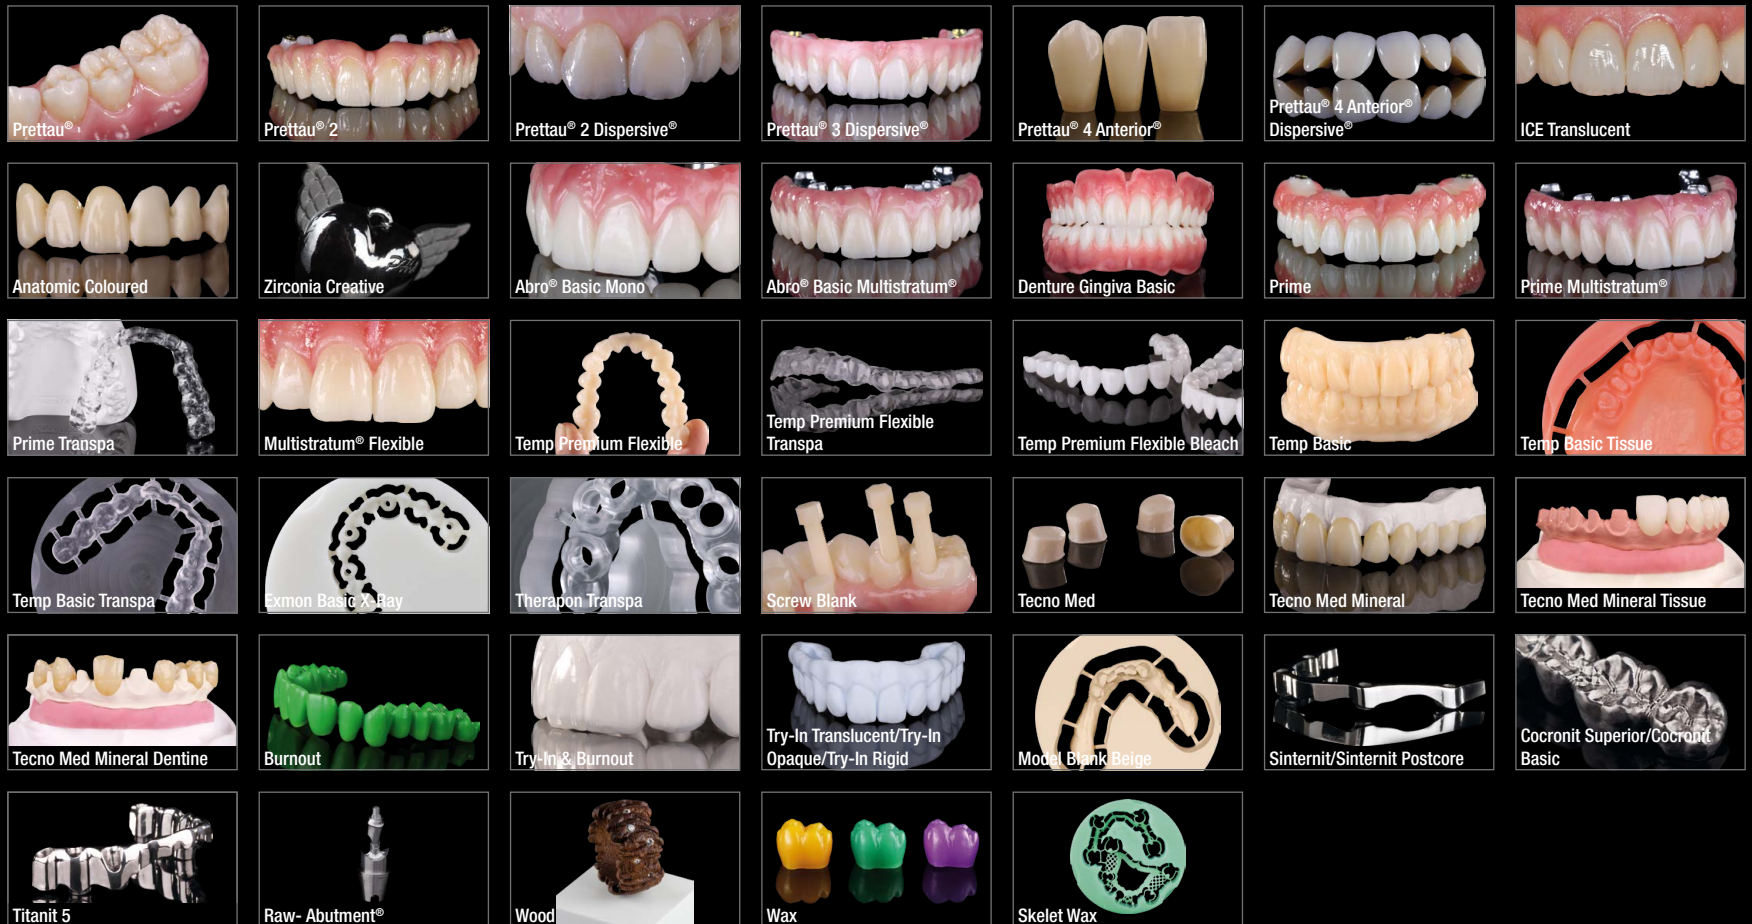 Prettau®
Prettau® 2
Prettau® 2 Dispersive®
Prettau® 3 Dispersive®
Prettau® 4 Anterior®
Prettau® 4 Anterior®
Dispersive®
ICE Translucent
Anatomic Coloured
Zirconia Creative
Abro® Basic Mono
Abro® Basic Multistratum®
Denture Gingiva Basic
Prime
Prime Multistratum®
Prime Transpa
Multistratum® Flexible
Temp Premium Flexible
Temp Premium Flexible
Transpa
Temp Premium Flexible Bleach
Temp Basic
Temp Basic Tissue
Temp Basic Transpa
Exmon Basic X-Ray
Therapon Transpa
Screw Blank
Tecno Med
Tecno Med Mineral
Tecno Med Mineral Tissue
Tecno Med Mineral Dentine
Burnout
Try-In & Burnout
Try-In Translucent/Try-In
Opaque/Try-In Rigid
Model Blank Beige
Sinternit/Sinternit Postcore
Cocronit Superior/Cocronit
Basic
Titanit 5
Raw- Abutment®
Wood
Wax
Skelet Wax